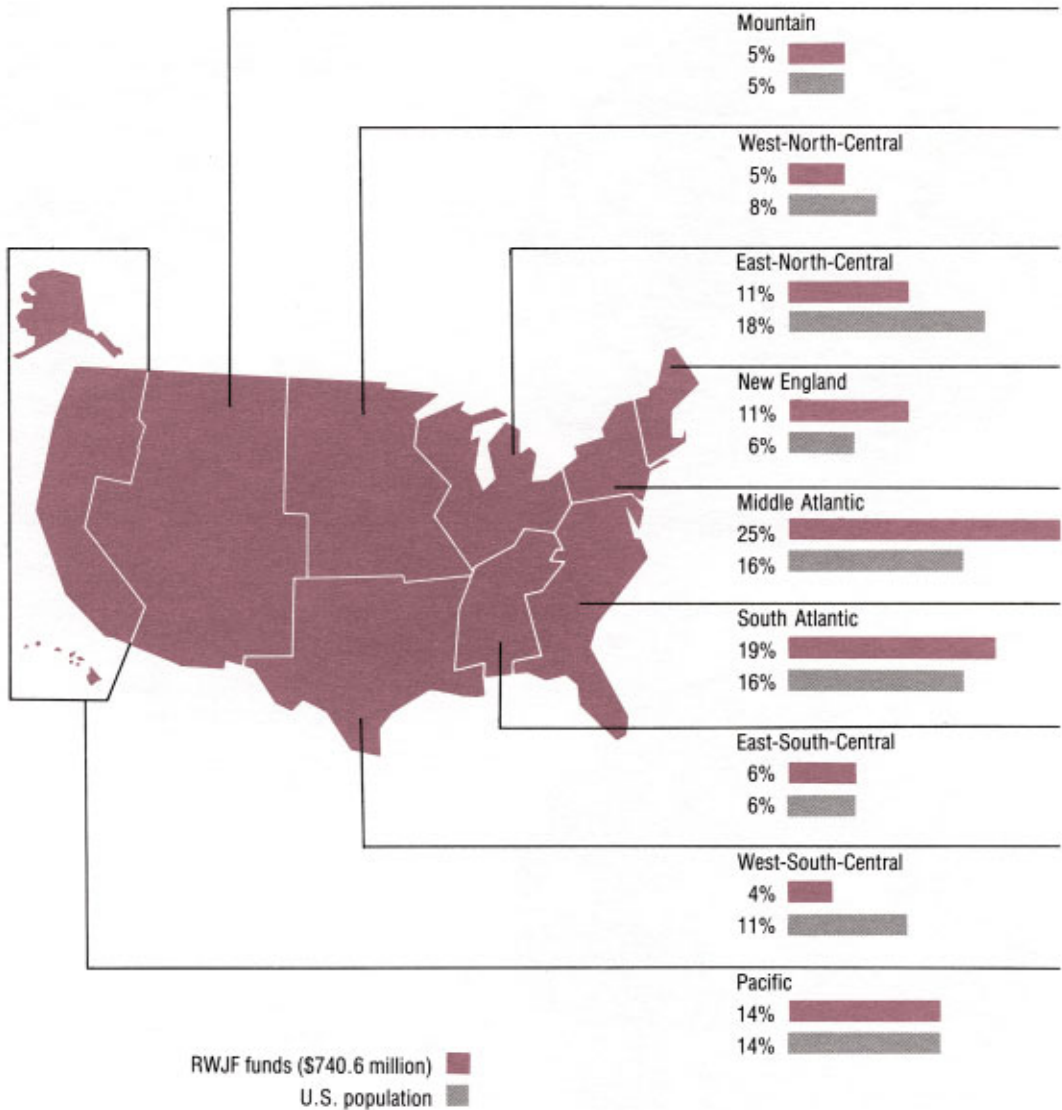 Mountain
5%
5%
West-North-Central
5%
8%
East-North-Central
11%
18%
New England
11%
6%
Middle Atlantic
25%
16%
South Atlantic
19%
16%
East-South-Central
6%
6%
West-South-Central
4%
11%
Pacific
14%
14%
RWJF funds ($740.6 million)
U.S. population